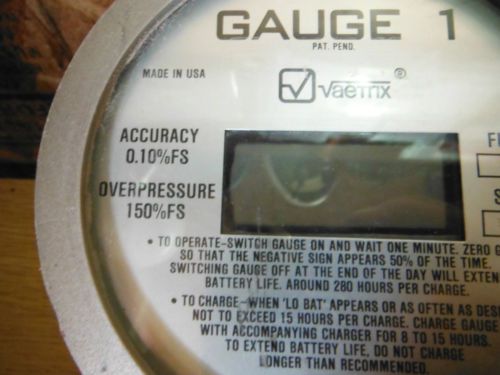 GAUGE 1
PAT. PEND.
MADE IN USA
VaeTrix ®
ACCURACY
0.10%FS
OVERPRESSURE
150%FS
• TO OPERATE-SWITCH GAUGE ON AND WAIT ONE MINUTE. ZERO G
SO THAT THE NEGATIVE SIGN APPEARS 50% OF THE TIME.
SWITCHING GAUGE OFF AT THE END OF THE DAY WILL EXTEN
BATTERY LIFE. AROUND 280 HOURS PER CHARGE.
• TO CHARGE-WHEN 'LO BAT' APPEARS OR AS OFTEN AS DESI
NOT TO EXCEED 15 HOURS PER CHARGE. CHARGE GAUGE
WITH ACCOMPANYING CHARGER FOR 8 TO 15 HOURS.
TO EXTEND BATTERY LIFE, DO NOT CHARGE
LONGER THAN RECOMMENDED.